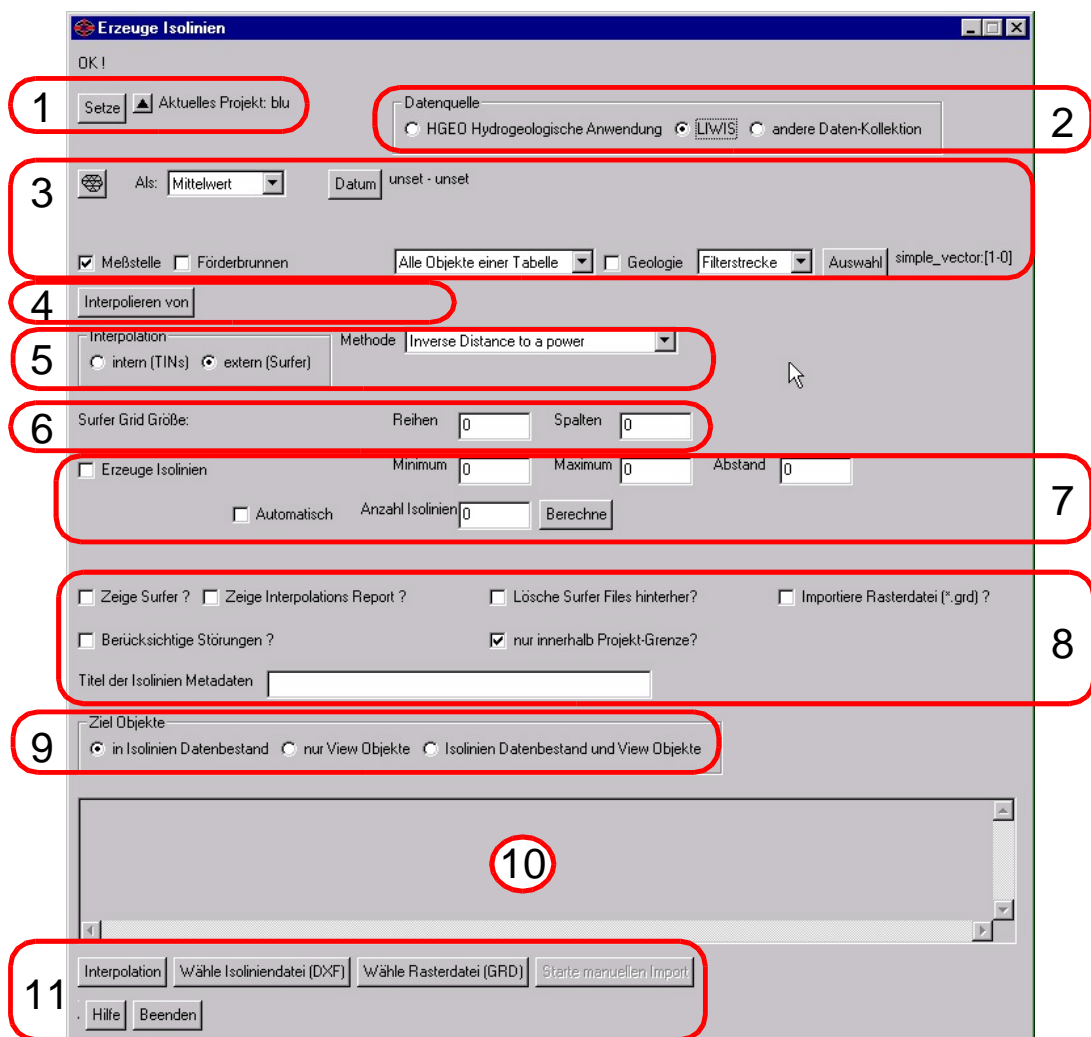 Erzeuge Isolinien
OK!
1
Setze Aktuelles Projekt: blu
Datenquelle
HGEO Hydrogeologische Anwendung LIWIS andere Daten-Kollektion
2
3
Als: Mittelwert Datum unset - unset
Meßstelle Förderbrunnen Alle Objekte einer Tabelle Geologie Filterstrecke Auswahl simple_vector:[1-0]
4
Interpolieren von
5
Interpolation
intern (TINs) extern (Surfer)
Methode Inverse Distance to a power
6
Surfer Grid Größe: Reihen 0 Spalten 0
Erzeuge Isolinien Minimum 0 Maximum 0 Abstand 0
7
Automatisch Anzahl Isolinien 0 Berechne
Zeige Surfer ? Zeige Interpolations Report ? Lösche Surfer Files hinterher? Importiere Rasterdatei (*.grd) ?
Berücksichtige Störungen ? nur innerhalb Projekt-Grenze?
8
Titel der Isolinien Metadaten
9
Ziel Objekte
in Isolinien Datenbestand nur View Objekte Isolinien Datenbestand und View Objekte
10
11
Interpolation Wähle Isoliniendatei (DXF) Wähle Rasterdatei (GRD) Starte manuellen Import
. Hilfe Beenden